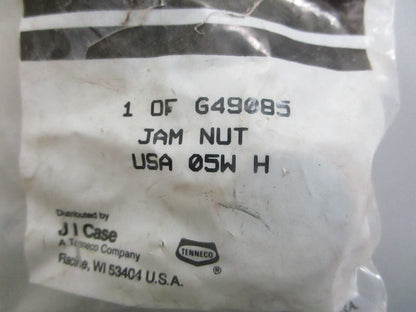 1 OF G49085
JAM NUT
USA 05W H
Distributed by
J I Case
A Tenneco Company
Racine, WI 53404 U.S.A.
TENNECO
®